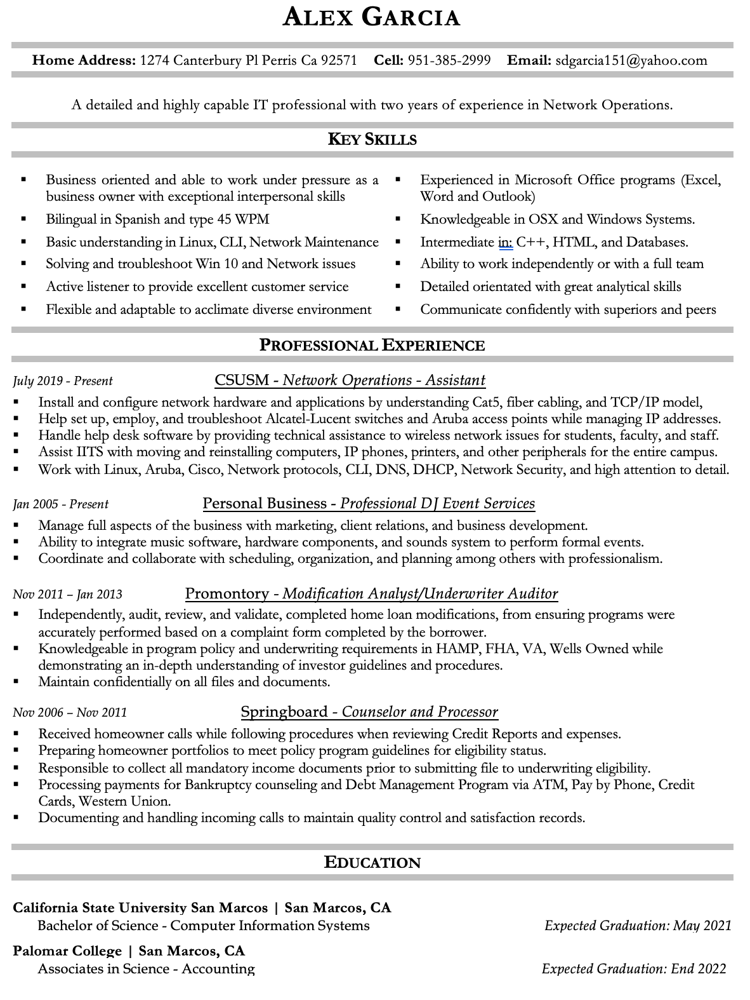 ALEX GARCIA
Home Address: 1274 Canterbury Pl Perris Ca 92571 Cell: 951-385-2999 Email: sdgarcia151@yahoo.com
A detailed and highly capable IT professional with two years of experience in Network Operations.
KEY SKILLS
▪ Business oriented and able to work under pressure as a
business owner with exceptional interpersonal skills
▪ Bilingual in Spanish and type 45 WPM
▪ Basic understanding in Linux, CLI, Network Maintenance
▪ Solving and troubleshoot Win 10 and Network issues
▪ Active listener to provide excellent customer service
▪ Flexible and adaptable to acclimate diverse environment
▪ Experienced in Microsoft Office programs (Excel,
Word and Outlook)
▪ Knowledgeable in OSX and Windows Systems.
▪ Intermediate in: C++, HTML, and Databases.
▪ Ability to work independently or with a full team
▪ Detailed orientated with great analytical skills
▪ Communicate confidently with superiors and peers
PROFESSIONAL EXPERIENCE
July 2019 - Present CSUSM - Network Operations - Assistant
▪ Install and configure network hardware and applications by understanding Cat5, fiber cabling, and TCP/IP model,
▪ Help set up, employ, and troubleshoot Alcatel-Lucent switches and Aruba access points while managing IP addresses.
▪ Handle help desk software by providing technical assistance to wireless network issues for students, faculty, and staff.
▪ Assist IITS with moving and reinstalling computers, IP phones, printers, and other peripherals for the entire campus.
▪ Work with Linux, Aruba, Cisco, Network protocols, CLI, DNS, DHCP, Network Security, and high attention to detail.
Jan 2005 - Present Personal Business - Professional DJ Event Services
▪ Manage full aspects of the business with marketing, client relations, and business development.
▪ Ability to integrate music software, hardware components, and sounds system to perform formal events.
▪ Coordinate and collaborate with scheduling, organization, and planning among others with professionalism.
Nov 2011 – Jan 2013 Promontory - Modification Analyst/Underwriter Auditor
▪ Independently, audit, review, and validate, completed home loan modifications, from ensuring programs were
accurately performed based on a complaint form completed by the borrower.
▪ Knowledgeable in program policy and underwriting requirements in HAMP, FHA, VA, Wells Owned while
demonstrating an in-depth understanding of investor guidelines and procedures.
▪ Maintain confidentially on all files and documents.
Nov 2006 – Nov 2011 Springboard - Counselor and Processor
▪ Received homeowner calls while following procedures when reviewing Credit Reports and expenses.
▪ Preparing homeowner portfolios to meet policy program guidelines for eligibility status.
▪ Responsible to collect all mandatory income documents prior to submitting file to underwriting eligibility.
▪ Processing payments for Bankruptcy counseling and Debt Management Program via ATM, Pay by Phone, Credit
Cards, Western Union.
▪ Documenting and handling incoming calls to maintain quality control and satisfaction records.
EDUCATION
California State University San Marcos | San Marcos, CA
Bachelor of Science - Computer Information Systems Expected Graduation: May 2021
Palomar College | San Marcos, CA
Associates in Science - Accounting Expected Graduation: End 2022